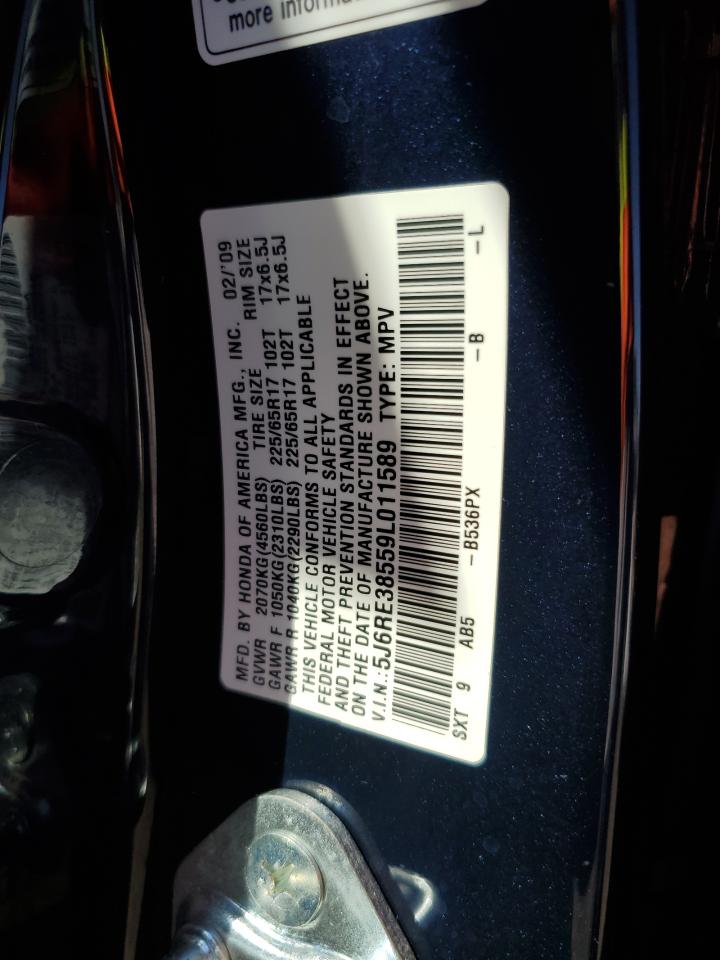 more informa
MFD. BY HONDA OF AMERICA MFG., INC. 02/'09
GVWR 2070KG(4560LBS) TIRE SIZE RIM SIZE
GAWR F 1050KG(2310LBS) 225/65R17 102T 17x6.5J
GAWR R 1040KG(2290LBS) 225/65R17 102T 17x6.5J
THIS VEHICLE CONFORMS TO ALL APPLICABLE
FEDERAL MOTOR VEHICLE SAFETY
AND THEFT PREVENTION STANDARDS IN EFFECT
ON THE DATE OF MANUFACTURE SHOWN ABOVE.
V.I.N.:5J6RE38559L011589 TYPE: MPV
SXT 9 AB5 -B536PX -B -L